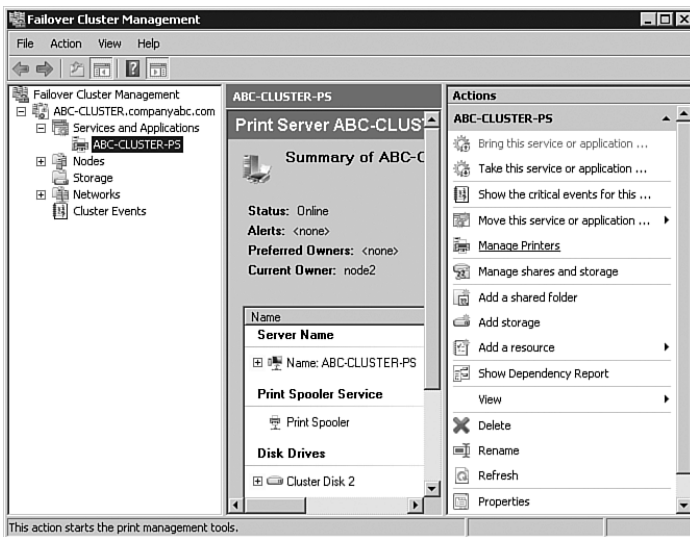 Failover Cluster Management
File Action View Help
Failover Cluster Management
ABC-CLUSTER.companyabc.com
Services and Applications
ABC-CLUSTER-PS
Nodes
Storage
Networks
Cluster Events
ABC-CLUSTER-PS
Print Server ABC-CLUS
Summary of ABC-C
Status: Online
Alerts: <none>
Preferred Owners: <none>
Current Owner: node2
Name
Server Name
Name: ABC-CLUSTER-PS
Print Spooler Service
Print Spooler
Disk Drives
Cluster Disk 2
Actions
ABC-CLUSTER-PS
Bring this service or application ...
Take this service or application ...
Show the critical events for this ...
Move this service or application ...
Manage Printers
Manage shares and storage
Add a shared folder
Add storage
Add a resource
Show Dependency Report
View
Delete
Rename
Refresh
Properties
This action starts the print management tools.